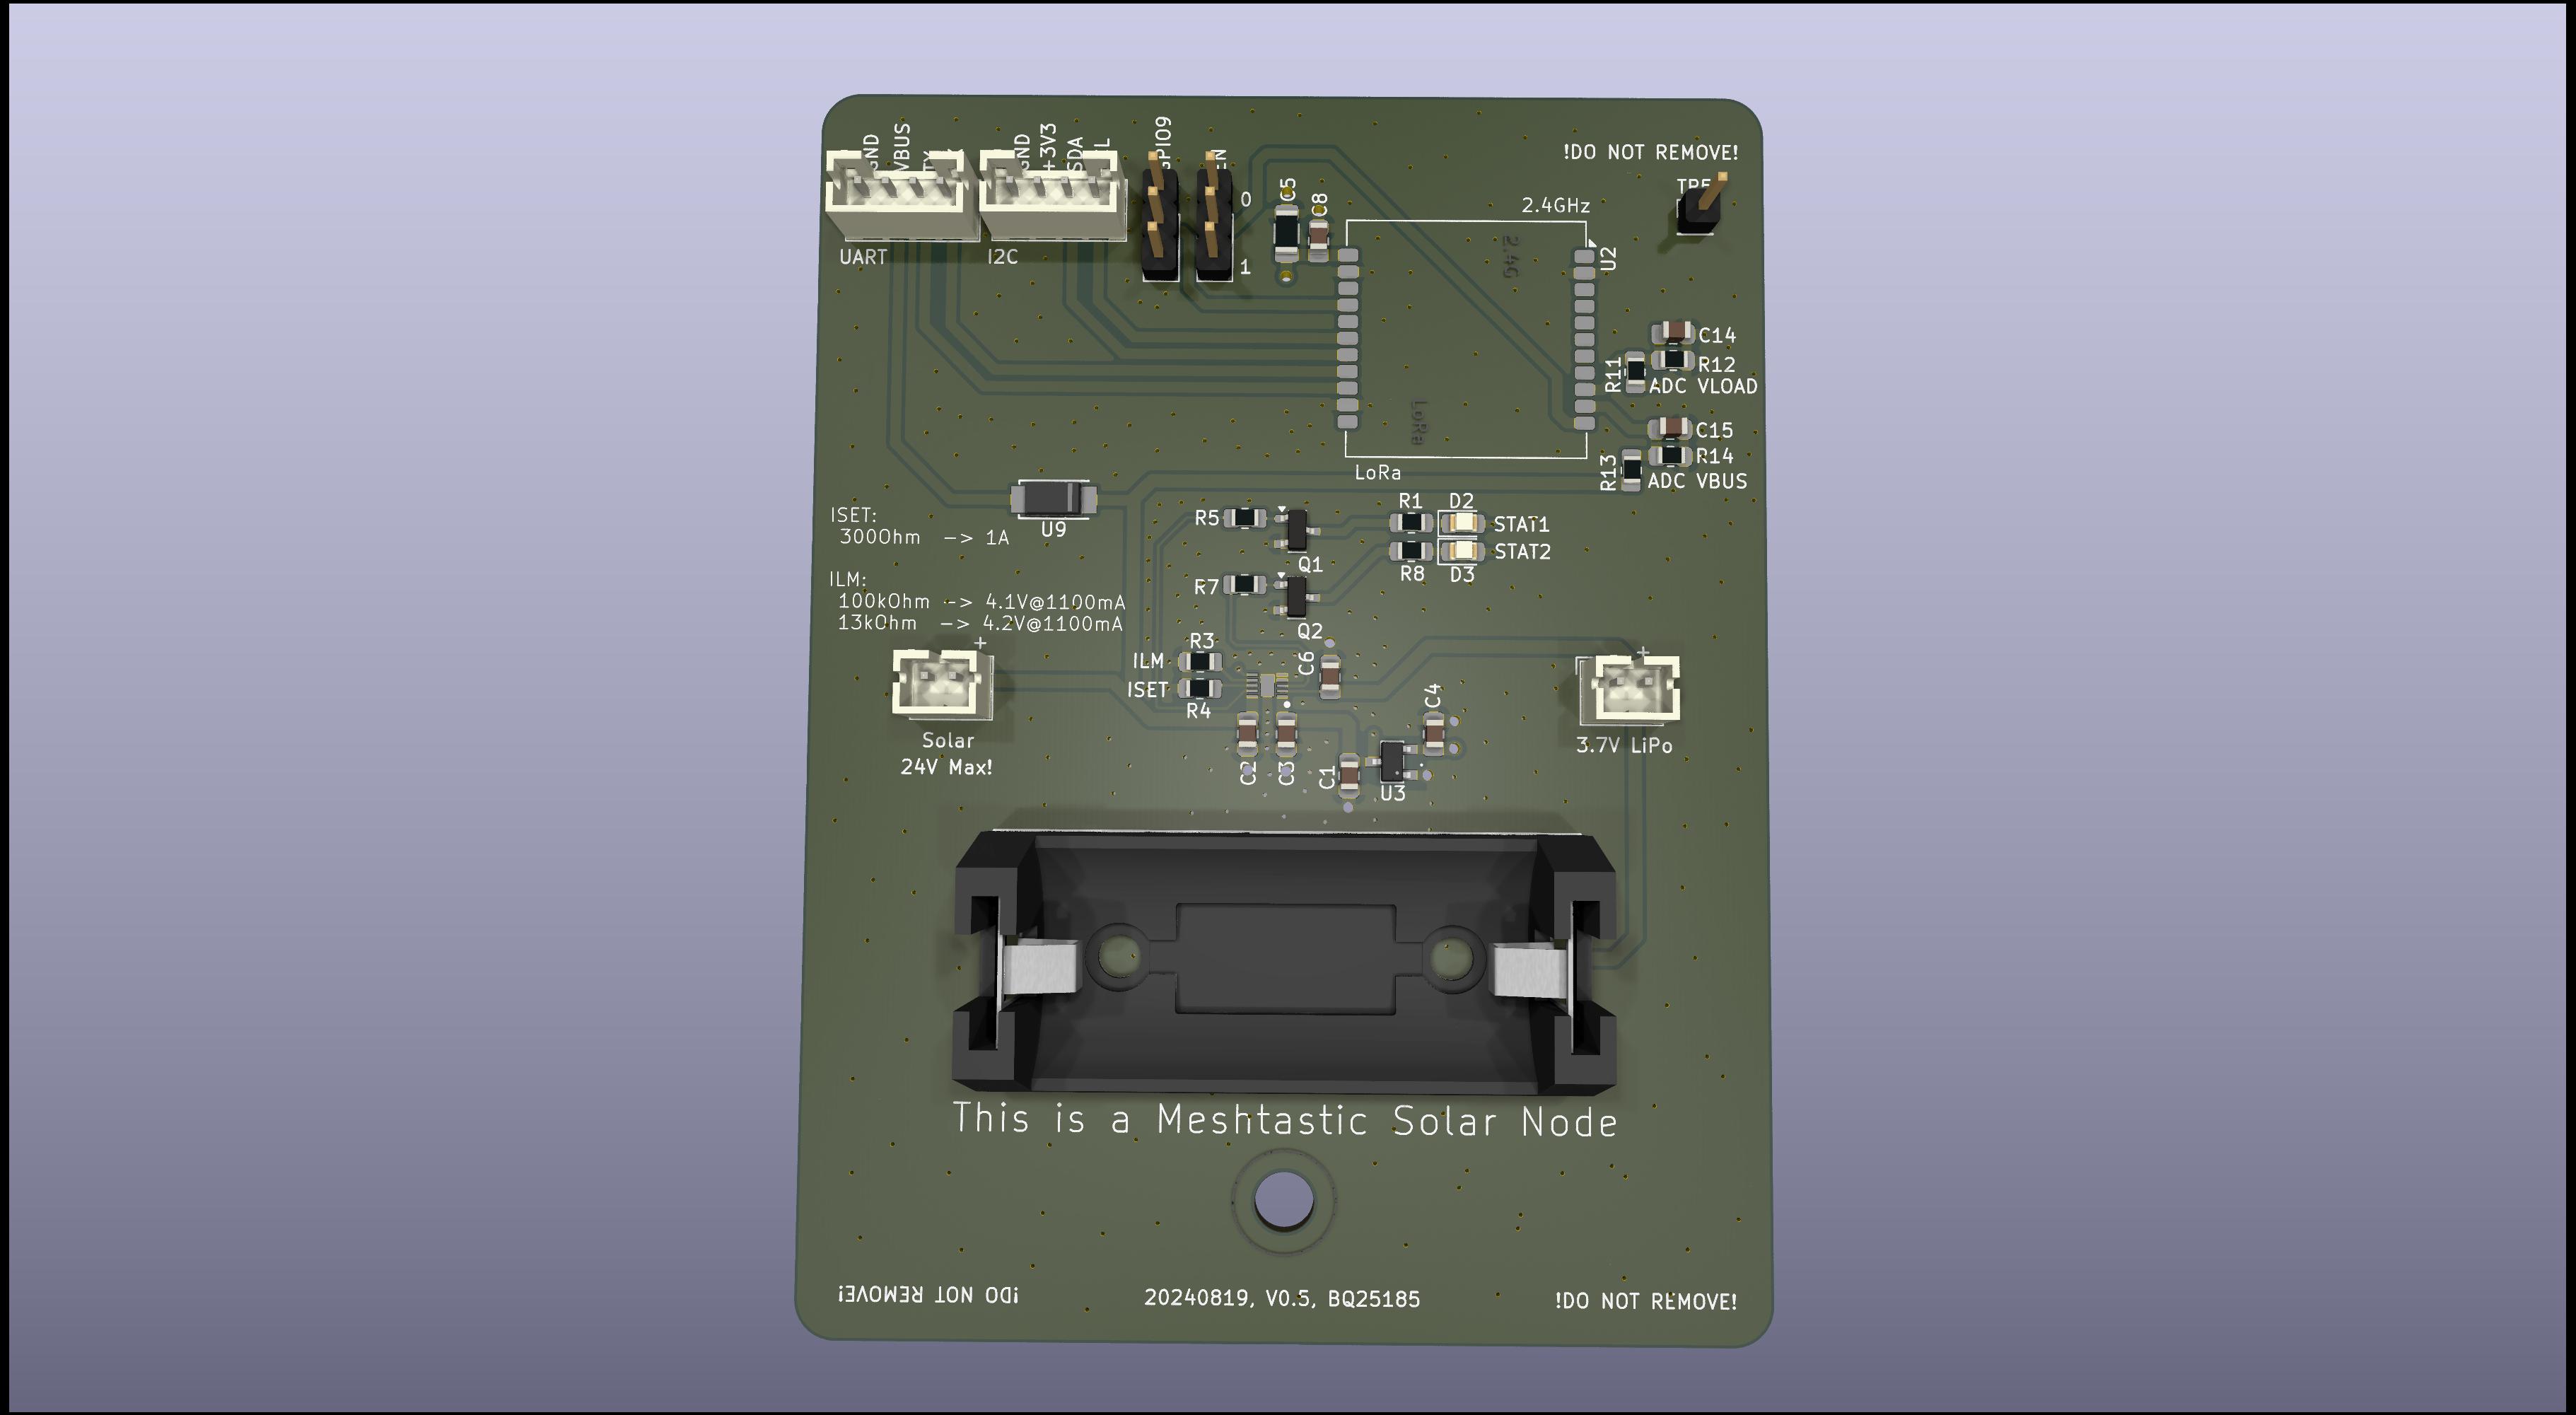 GND
VBUS
GND
+3V3
SDA
GPIO9
!DO NOT REMOVE!
UART
I2C
0
1
C8
2.4GHz
2.4G
U2
LoRa
LoRa
C14
R12
R11
ADC VLOAD
C15
R14
R13
ADC VBUS
ISET:
300Ohm -> 1A
U9
R5
Q1
R1
D2
STAT1
STAT2
R8
D3
ILM:
100kOhm -> 4.1V@1100mA
13kOhm -> 4.2V@1100mA
R7
Q2
+
R3
ILM
ISET
R4
C6
C4
+
Solar
24V Max!
3.7V LiPo
C2
C3
C1
U3
This is a Meshtastic Solar Node
!DO NOT REMOVE!
20240819, V0.5, BQ25185
!DO NOT REMOVE!